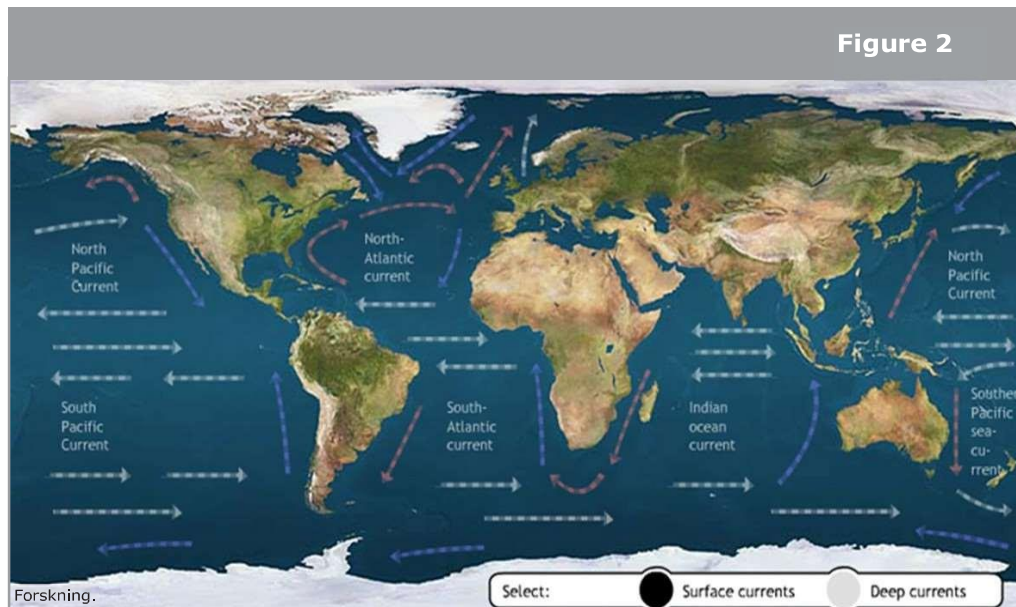 Figure 2
North
Pacific
Current
North-
Atlantic
current
North
Pacific
Current
South
Pacific
Current
South-
Atlantic
current
Indian
ocean
current
Souther
Pacific
sea-
cu-
rrent
Forskning.
Select:
Surface currents
Deep currents